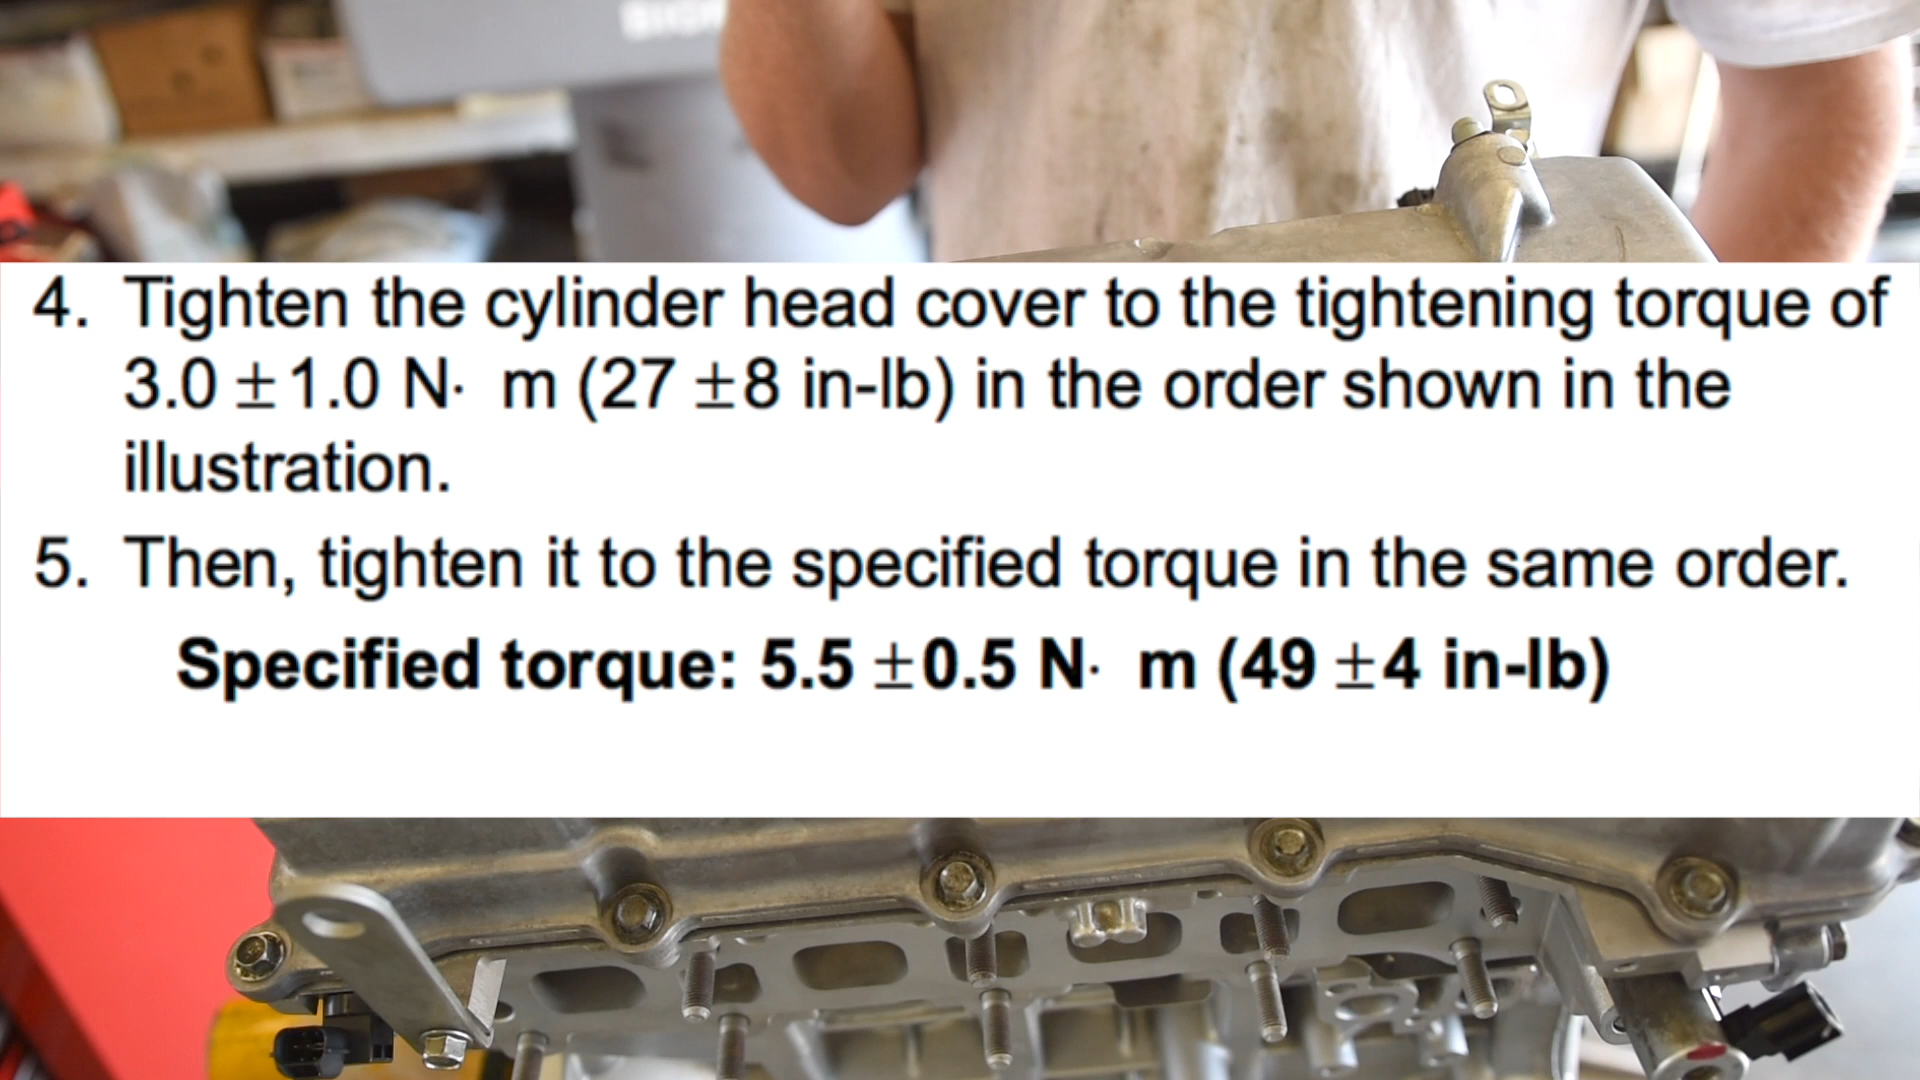 4. Tighten the cylinder head cover to the tightening torque of
3.0 ±1.0 N· m (27 ±8 in-lb) in the order shown in the
illustration.
5. Then, tighten it to the specified torque in the same order.
Specified torque: 5.5 ±0.5 N· m (49 ±4 in-lb)